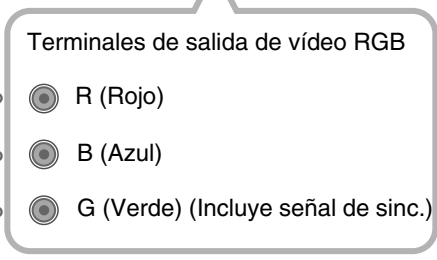 Terminales de salida de vídeo RGB
R (Rojo)
B (Azul)
G (Verde) (Incluye señal de sinc.)